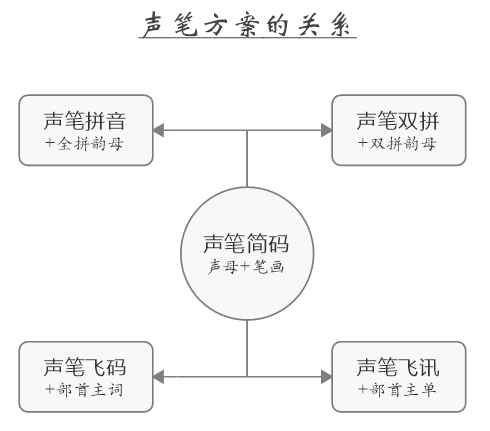 声笔方案的关系
声笔拼音
+全拼韵母
声笔双拼
+双拼韵母
声笔简码
声母+笔画
声笔飞码
+部首主词
声笔飞讯
+部首主单